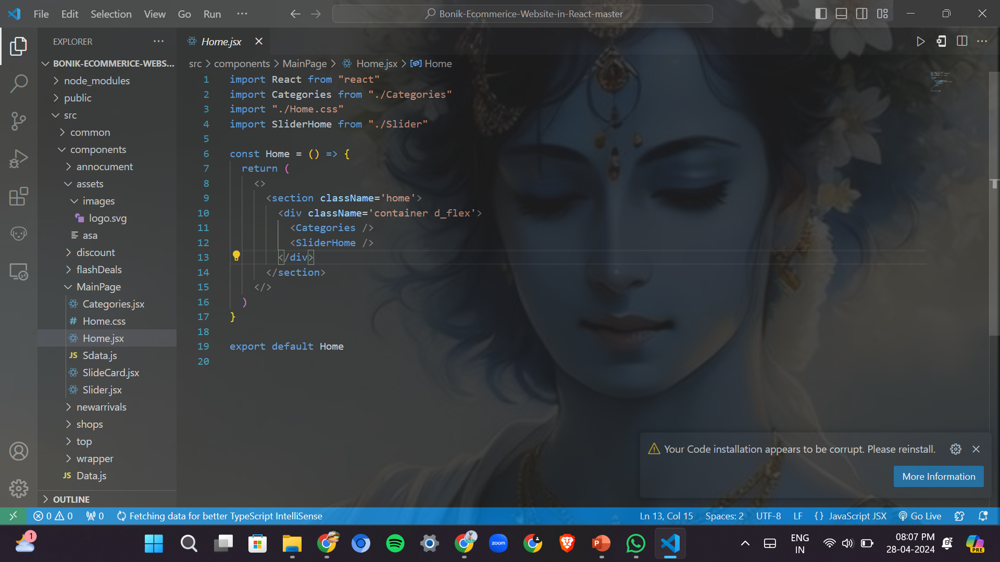 File Edit Selection View Go Run ···
Bonik-Ecommerice-Website-in-React-master
EXPLORER
BONIK-ECOMMERICE-WEBS...
node_modules
public
src
common
components
annocument
assets
images
logo.svg
asa
discount
flashDeals
MainPage
Categories.jsx
# Home.css
Home.jsx
JS Sdata.js
SlideCard.jsx
Slider.jsx
newarrivals
shops
top
wrapper
JS Data.js
OUTLINE
Home.jsx
src > components > MainPage > Home.jsx > Home
1 import React from "react"
2 import Categories from "./Categories"
3 import "./Home.css"
4 import SliderHome from "./Slider"
5
6 const Home = () => {
7 return (
8 <>
9 <section className='home'>
10 <div className='container d_flex'>
11 <Categories />
12 <SliderHome />
13 </div>
14 </section>
15 </>
16 )
17 }
18
19 export default Home
20
Your Code installation appears to be corrupt. Please reinstall.
More Information
0 0 0 Fetching data for better TypeScript IntelliSense
Ln 13, Col 15 Spaces: 2 UTF-8 LF {} JavaScript JSX Go Live
1
zoom
P
ENG
IN
08:07 PM
28-04-2024
PRE